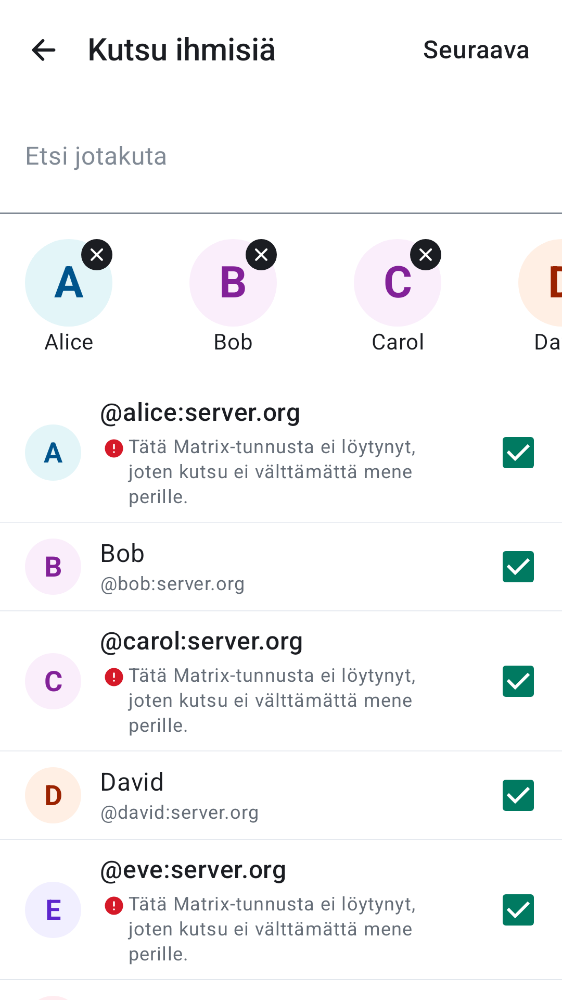 Kutsu ihmisiä
Seuraava
Etsi jotakuta
A
B
C
Alice
Bob
Carol
Da
@alice:server.org
A
Tätä Matrix-tunnusta ei löytynyt,
joten kutsu ei välttämättä mene
perille.
Bob
B
@bob:server.org
@carol:server.org
C
Tätä Matrix-tunnusta ei löytynyt,
joten kutsu ei välttämättä mene
perille.
David
D
@david:server.org
@eve:server.org
E
Tätä Matrix-tunnusta ei löytynyt,
joten kutsu ei välttämättä mene
perille.